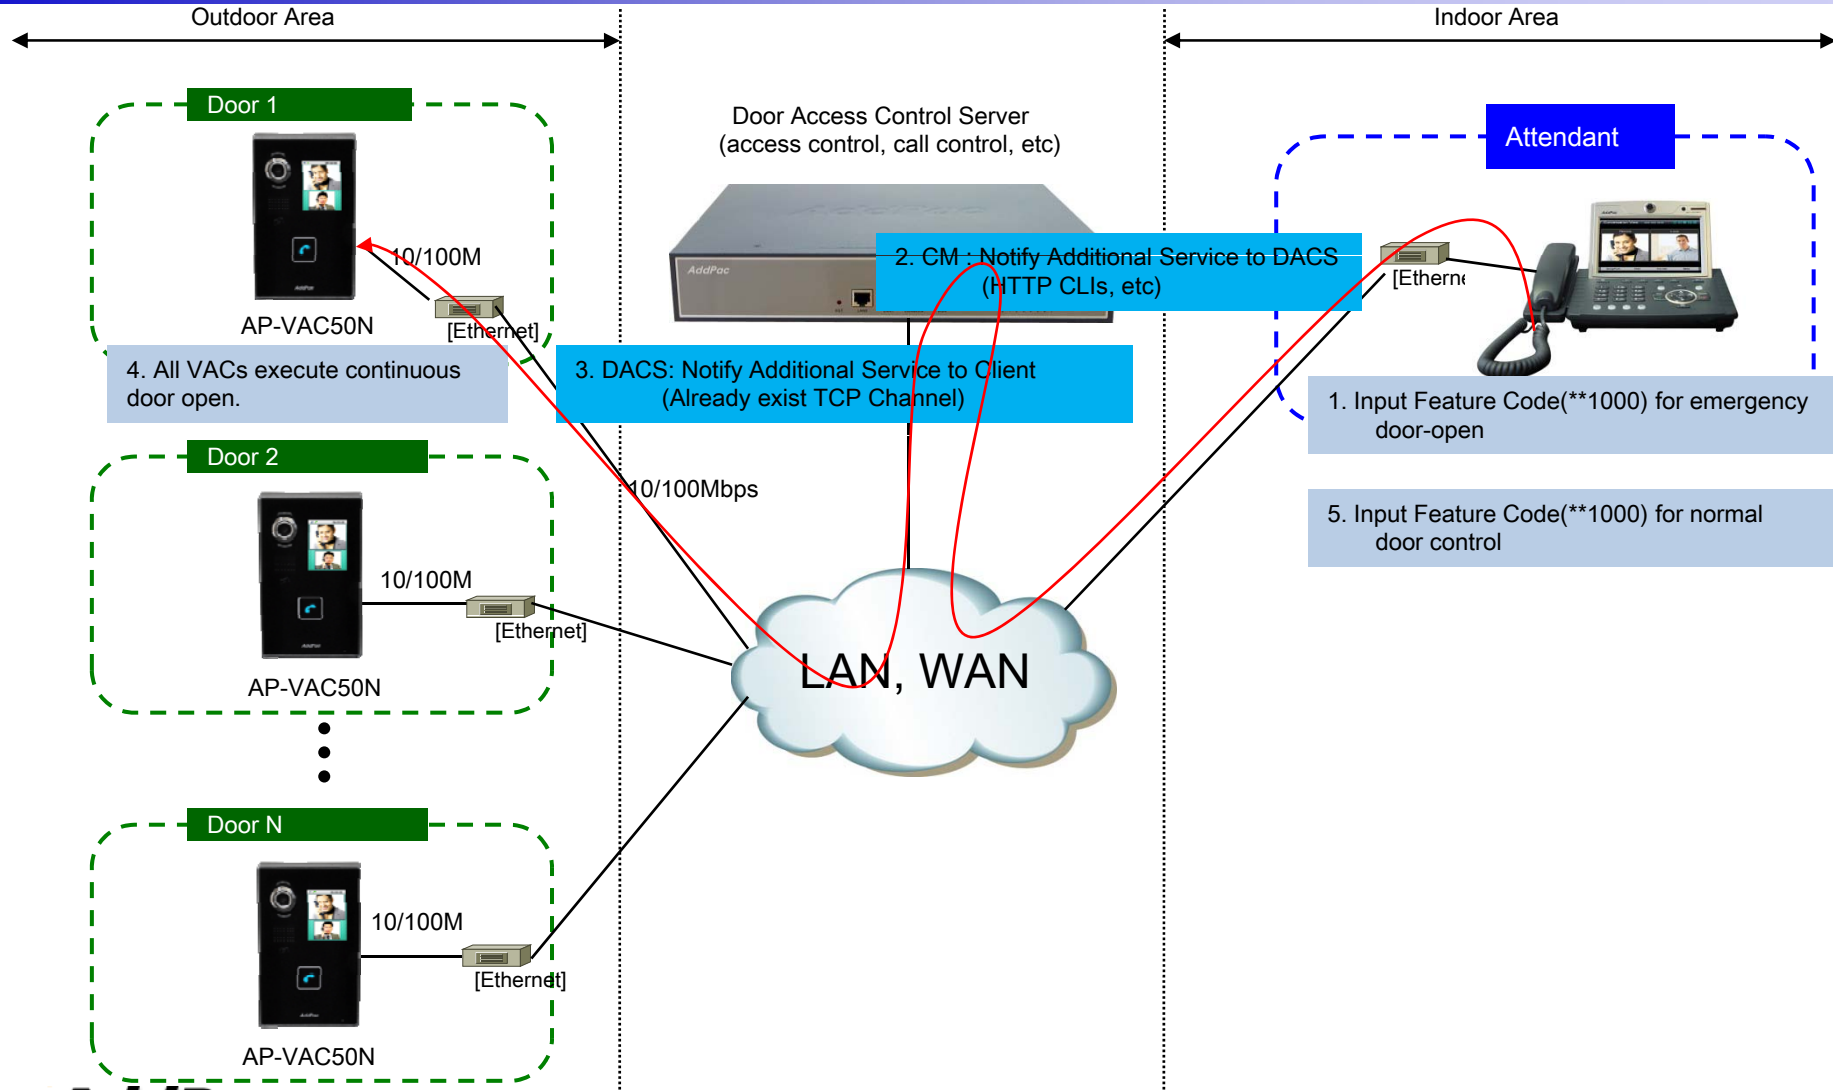 Outdoor Area
Indoor Area
Door 1
Door Access Control Server
(access control, call control, etc)
Attendant
10/100M
AddPac
2. CM : Notify Additional Service to DACS
(HTTP CLIs, etc)
[Etherne
AP-VAC50N
[Ethernet]
4. All VACs execute continuous
door open.
3. DACS: Notify Additional Service to Client
(Already exist TCP Channel)
1. Input Feature Code(**1000) for emergency
door-open
Door 2
10/100Mbps
5. Input Feature Code(**1000) for normal
door control
10/100M
[Ethernet]
AP-VAC50N
LAN, WAN
Door N
10/100M
[Ethernet]
AP-VAC50N